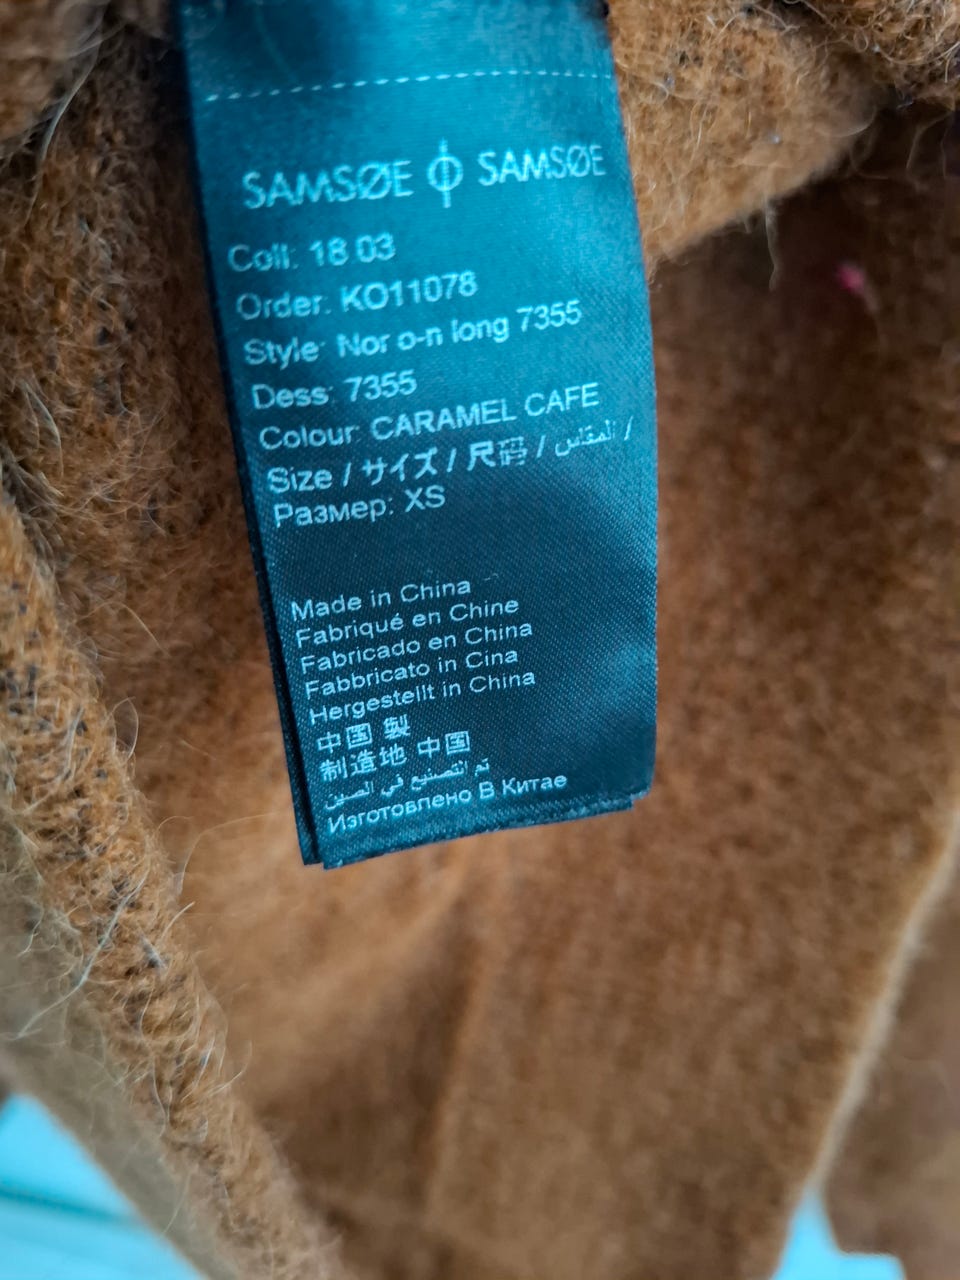 SAMSØE SAMSØE
Coll: 18 03
Order: KO11078
Style: Nor o-n long 7355
Dess: 7355
Colour: CARAMEL CAFE
Size / サイズ / 尺码 / المقاس /
Размер: XS
Made in China
Fabriqué en Chine
Fabricado en China
Fabbricato in Cina
Hergestellt in China
中国 製
制造地 中国
تم التصنيع في الصين
Изготовлено В Китае